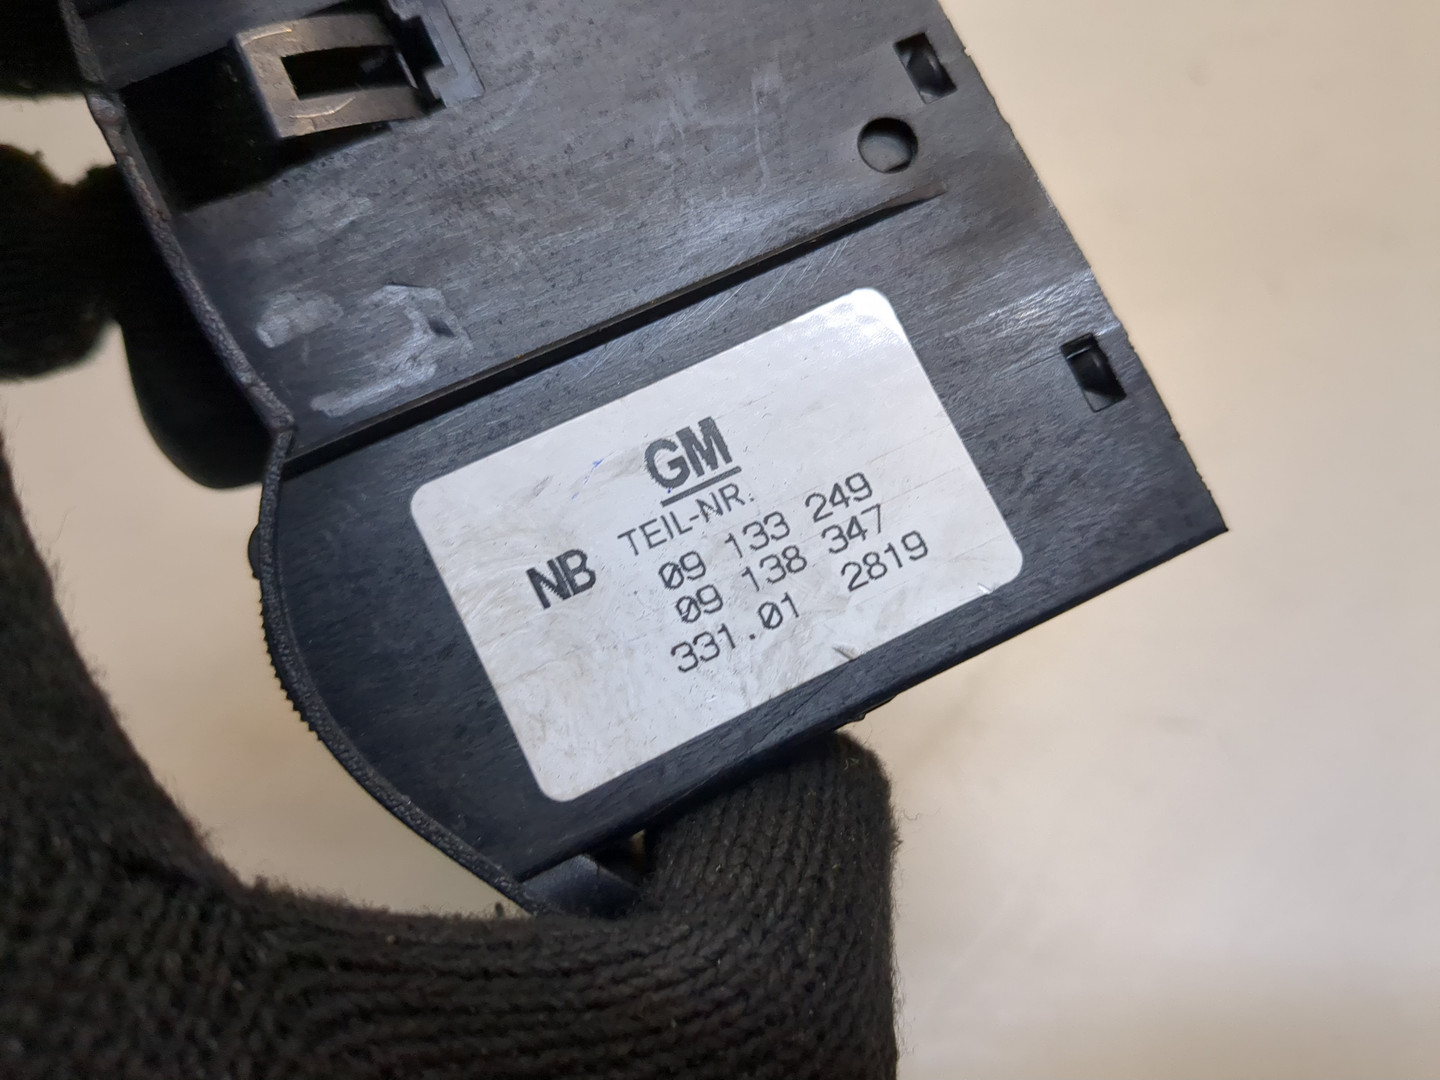 GM
TEIL-NR.
NB 09 133 249
09 138 347
331.01 2819